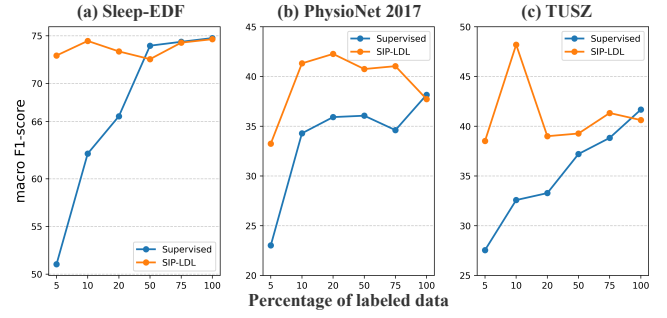 (a) Sleep-EDF
(b) PhysioNet 2017
(c) TUSZ
macro F1-score
75
72
66
60
55
50
Supervised
SIP-LDL
5 10 20 50 75 100
45
40
35
30
25
20
Supervised
SIP-LDL
5 10 20 50 75 100
50
45
40
35
30
25
Supervised
SIP-LDL
5 10 20 50 75 100
Percentage of labeled data